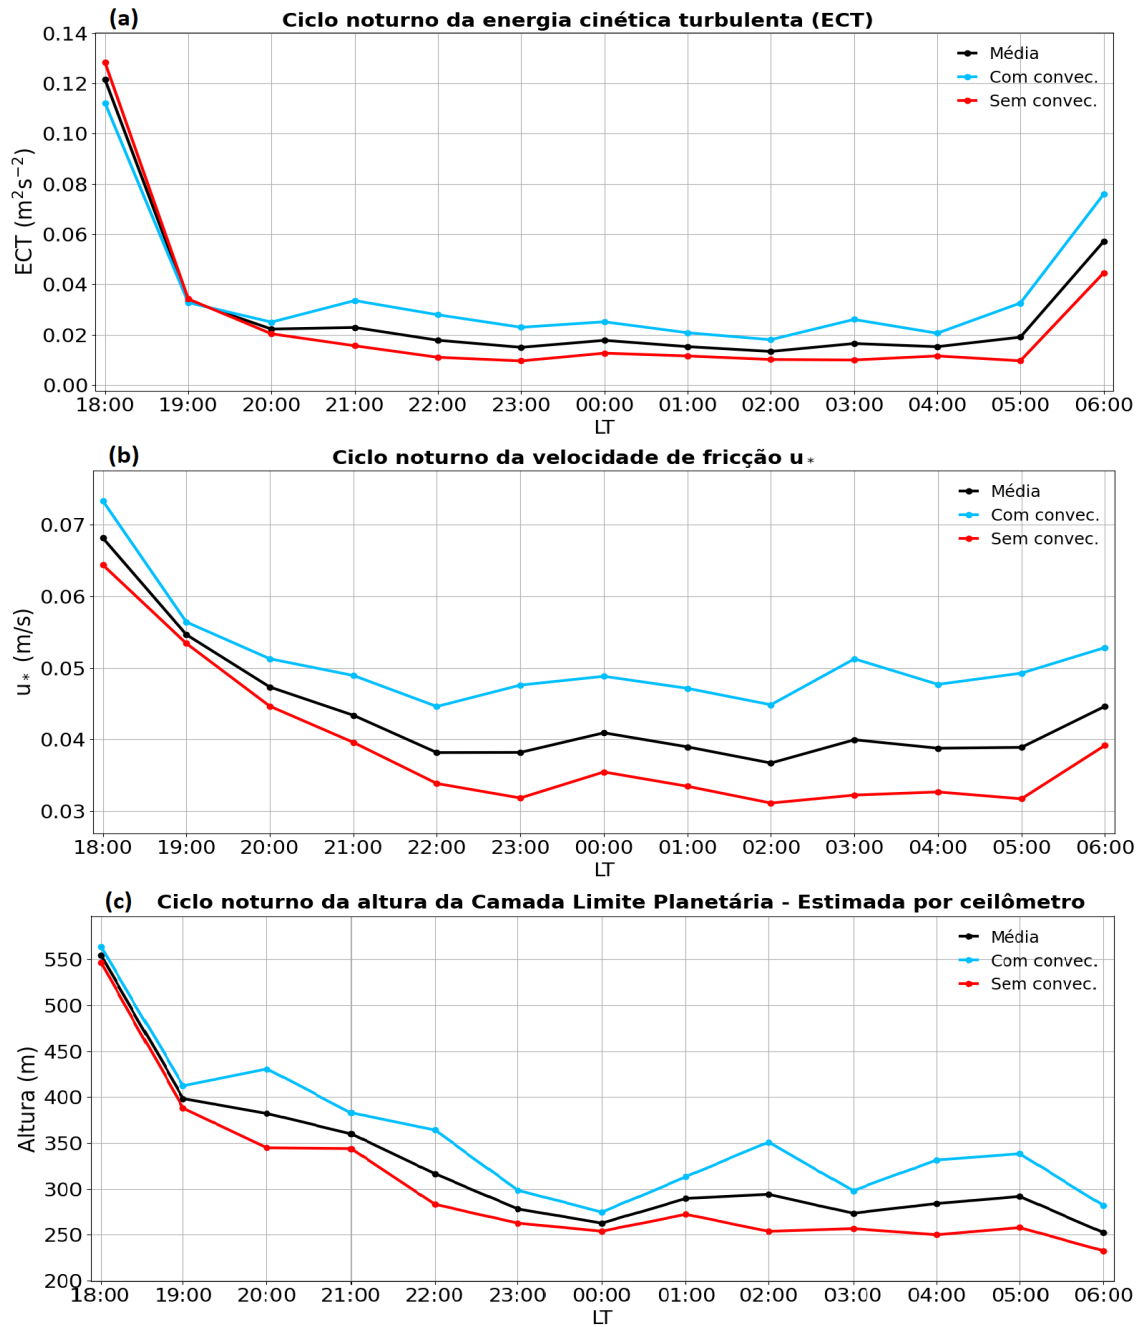 (a) Ciclo noturno da energia cinética turbulenta (ECT)
0.14
0.12
0.10
0.08
0.06
0.04
0.02
0.00
ECT (m²s⁻²)
Média
Com convec.
Sem convec.
18:00 19:00 20:00 21:00 22:00 23:00 00:00 01:00 02:00 03:00 04:00 05:00 06:00
LT
(b) Ciclo noturno da velocidade de fricção u*
0.07
0.06
0.05
0.04
0.03
u* (m/s)
Média
Com convec.
Sem convec.
18:00 19:00 20:00 21:00 22:00 23:00 00:00 01:00 02:00 03:00 04:00 05:00 06:00
LT
(c) Ciclo noturno da altura da Camada Limite Planetária - Estimada por ceilômetro
550
500
450
400
350
300
250
200
Altura (m)
Média
Com convec.
Sem convec.
18:00 19:00 20:00 21:00 22:00 23:00 00:00 01:00 02:00 03:00 04:00 05:00 06:00
LT